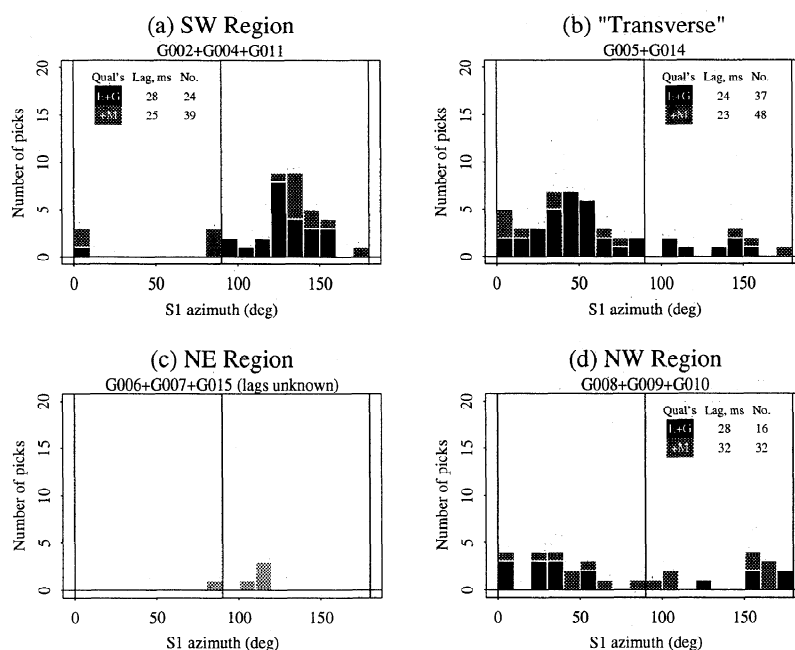 (a) SW Region
G002+G004+G011
Qual's Lag, ms No.
E+G 28 24
+M 25 39
Number of picks
0 5 10 15 20
0 50 100 150
S1 azimuth (deg)
(b) "Transverse"
G005+G014
Qual's Lag, ms No.
E+G 24 37
+M 23 48
Number of picks
0 5 10 15 20
0 50 100 150
S1 azimuth (deg)
(c) NE Region
G006+G007+G015 (lags unknown)
Number of picks
0 5 10 15 20
0 50 100 150
S1 azimuth (deg)
(d) NW Region
G008+G009+G010
Qual's Lag, ms No.
E+G 28 16
+M 32 32
Number of picks
0 5 10 15 20
0 50 100 150
S1 azimuth (deg)